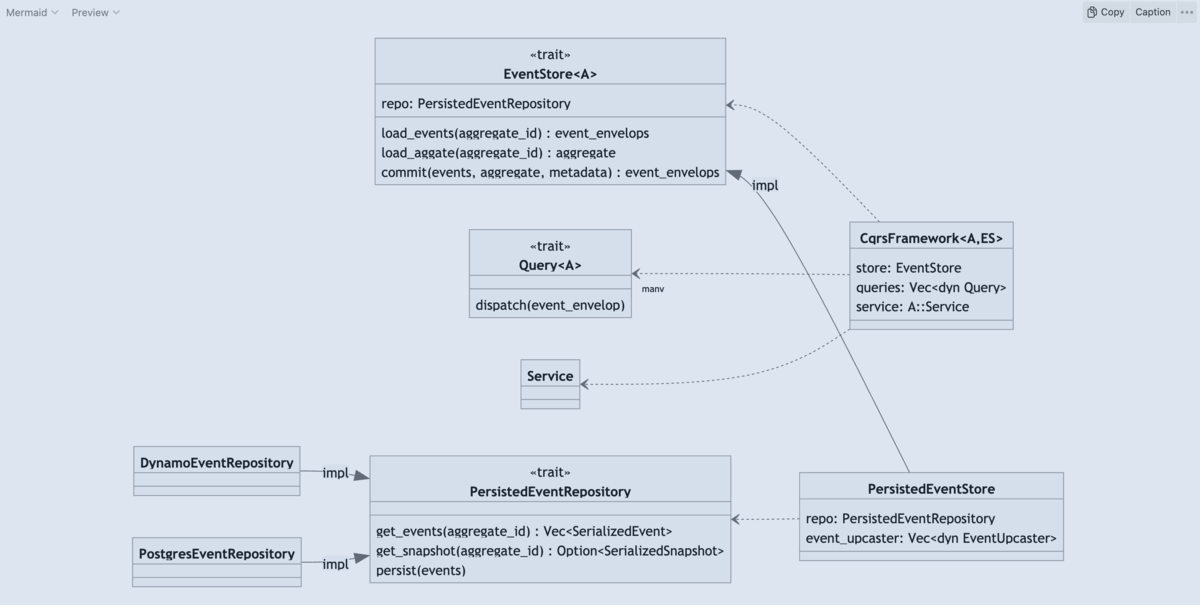 Mermaid
Preview
Copy
Caption
«trait»
EventStore<A>
repo: PersistedEventRepository
load_events(aggregate_id) : event_envelops
load_aggate(aggregate_id) : aggregate
commit(events, aggregate, metadata) : event_envelops
impl
«trait»
Query<A>
dispatch(event_envelop)
many
CqrsFramework<A,ES>
store: EventStore
queries: Vec<dyn Query>
service: A::Service
Service
DynamoEventRepository
impl
PostgresEventRepository
impl
«trait»
PersistedEventRepository
get_events(aggregate_id) : Vec<SerializedEvent>
get_snapshot(aggregate_id) : Option<SerializedSnapshot>
persist(events)
PersistedEventStore
repo: PersistedEventRepository
event_upcaster: Vec<dyn EventUpcaster>